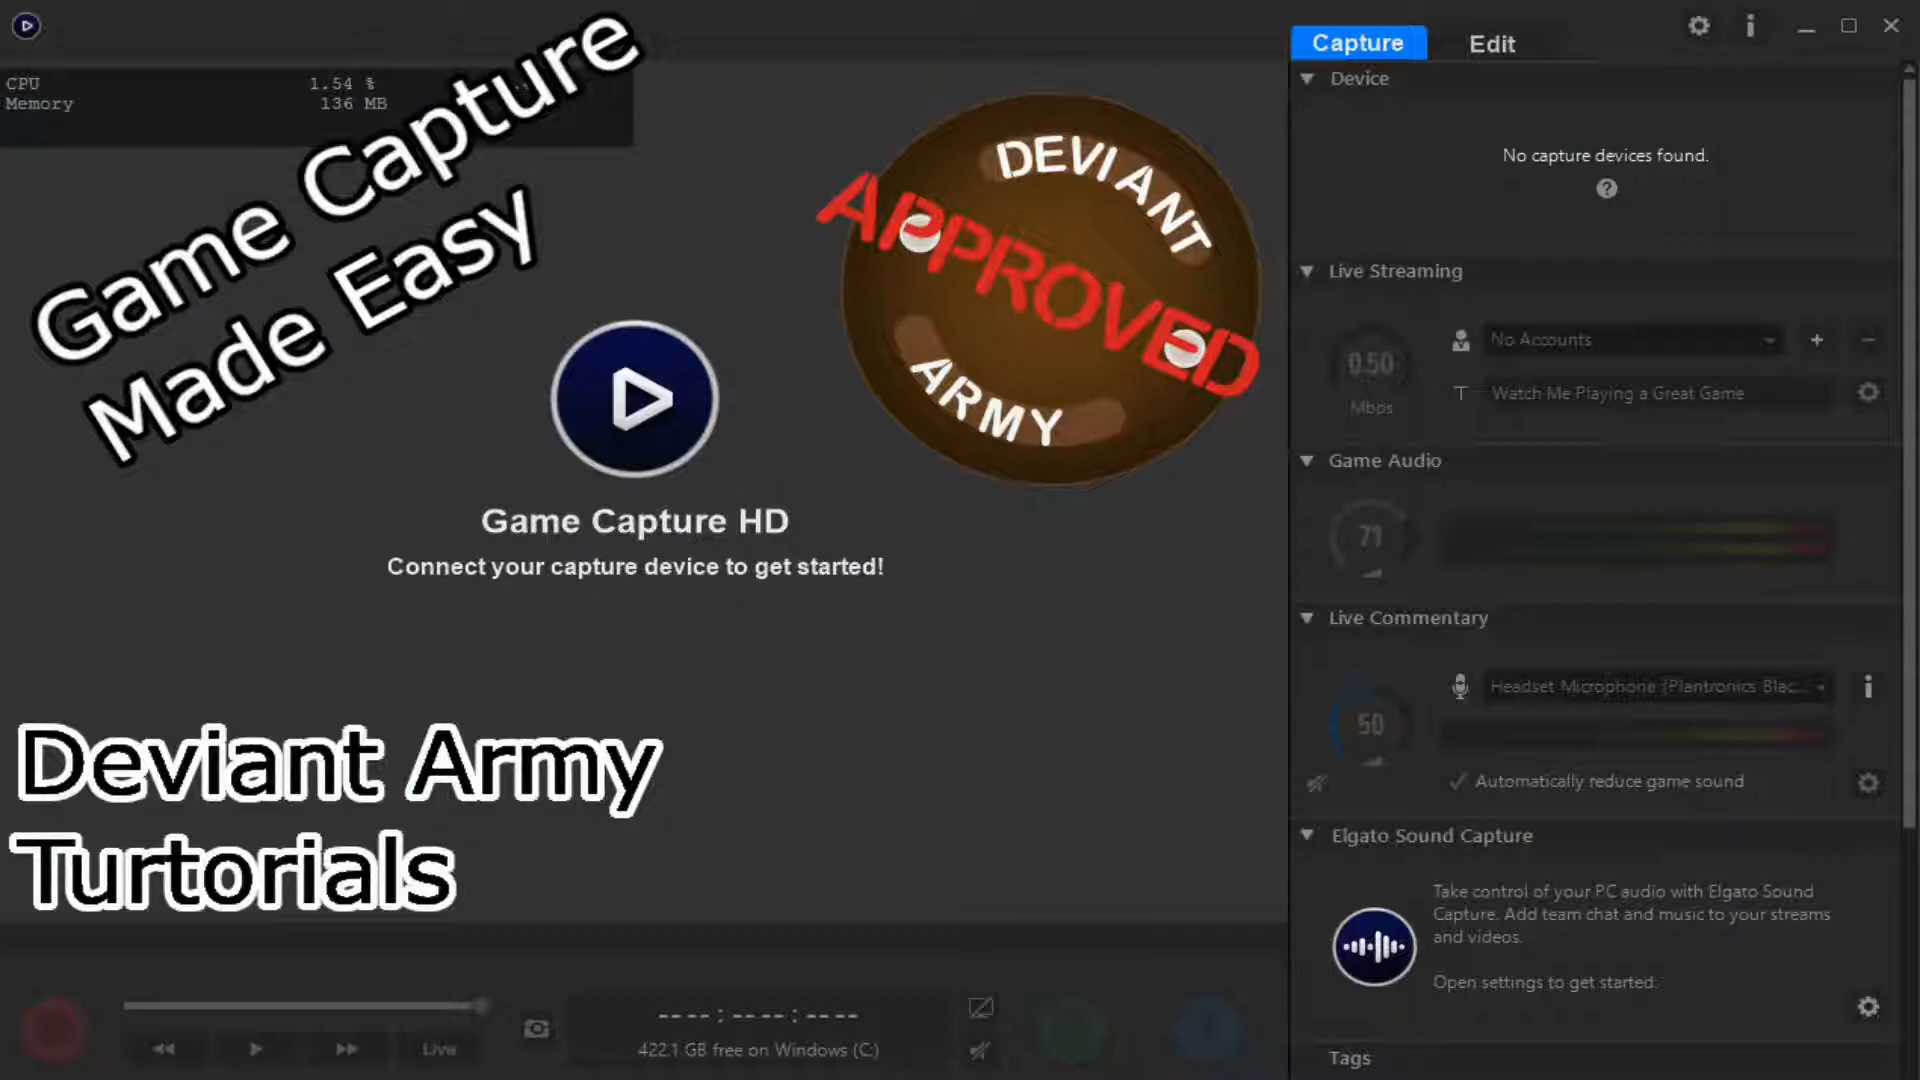 Capture Edit
CPU 1.54 %
Memory 136 MB
Game Capture
Made Easy
DEVIANT
APPROVED
ARMY
Game Capture HD
Connect your capture device to get started!
Deviant Army
Turtorials
Live
---- : ---- : ----
422.1 GB free on Windows (C:)
Device
No capture devices found.
?
Live Streaming
0.50
Mbps
No Accounts
T Watch Me Playing a Great Game
Game Audio
71
Live Commentary
Headset Microphone (Plantronics Blac...
50
Automatically reduce game sound
Elgato Sound Capture
Take control of your PC audio with Elgato Sound
Capture. Add team chat and music to your streams
and videos.
Open settings to get started.
Tags